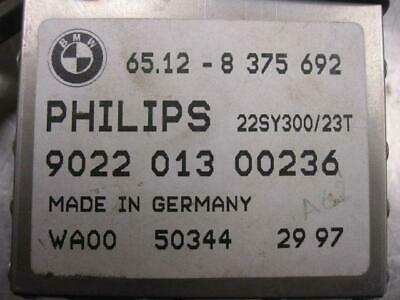 BMW
65.12 - 8 375 692
PHILIPS 22SY300/23T
9022 013 00236
MADE IN GERMANY
WA00 50344 29 97